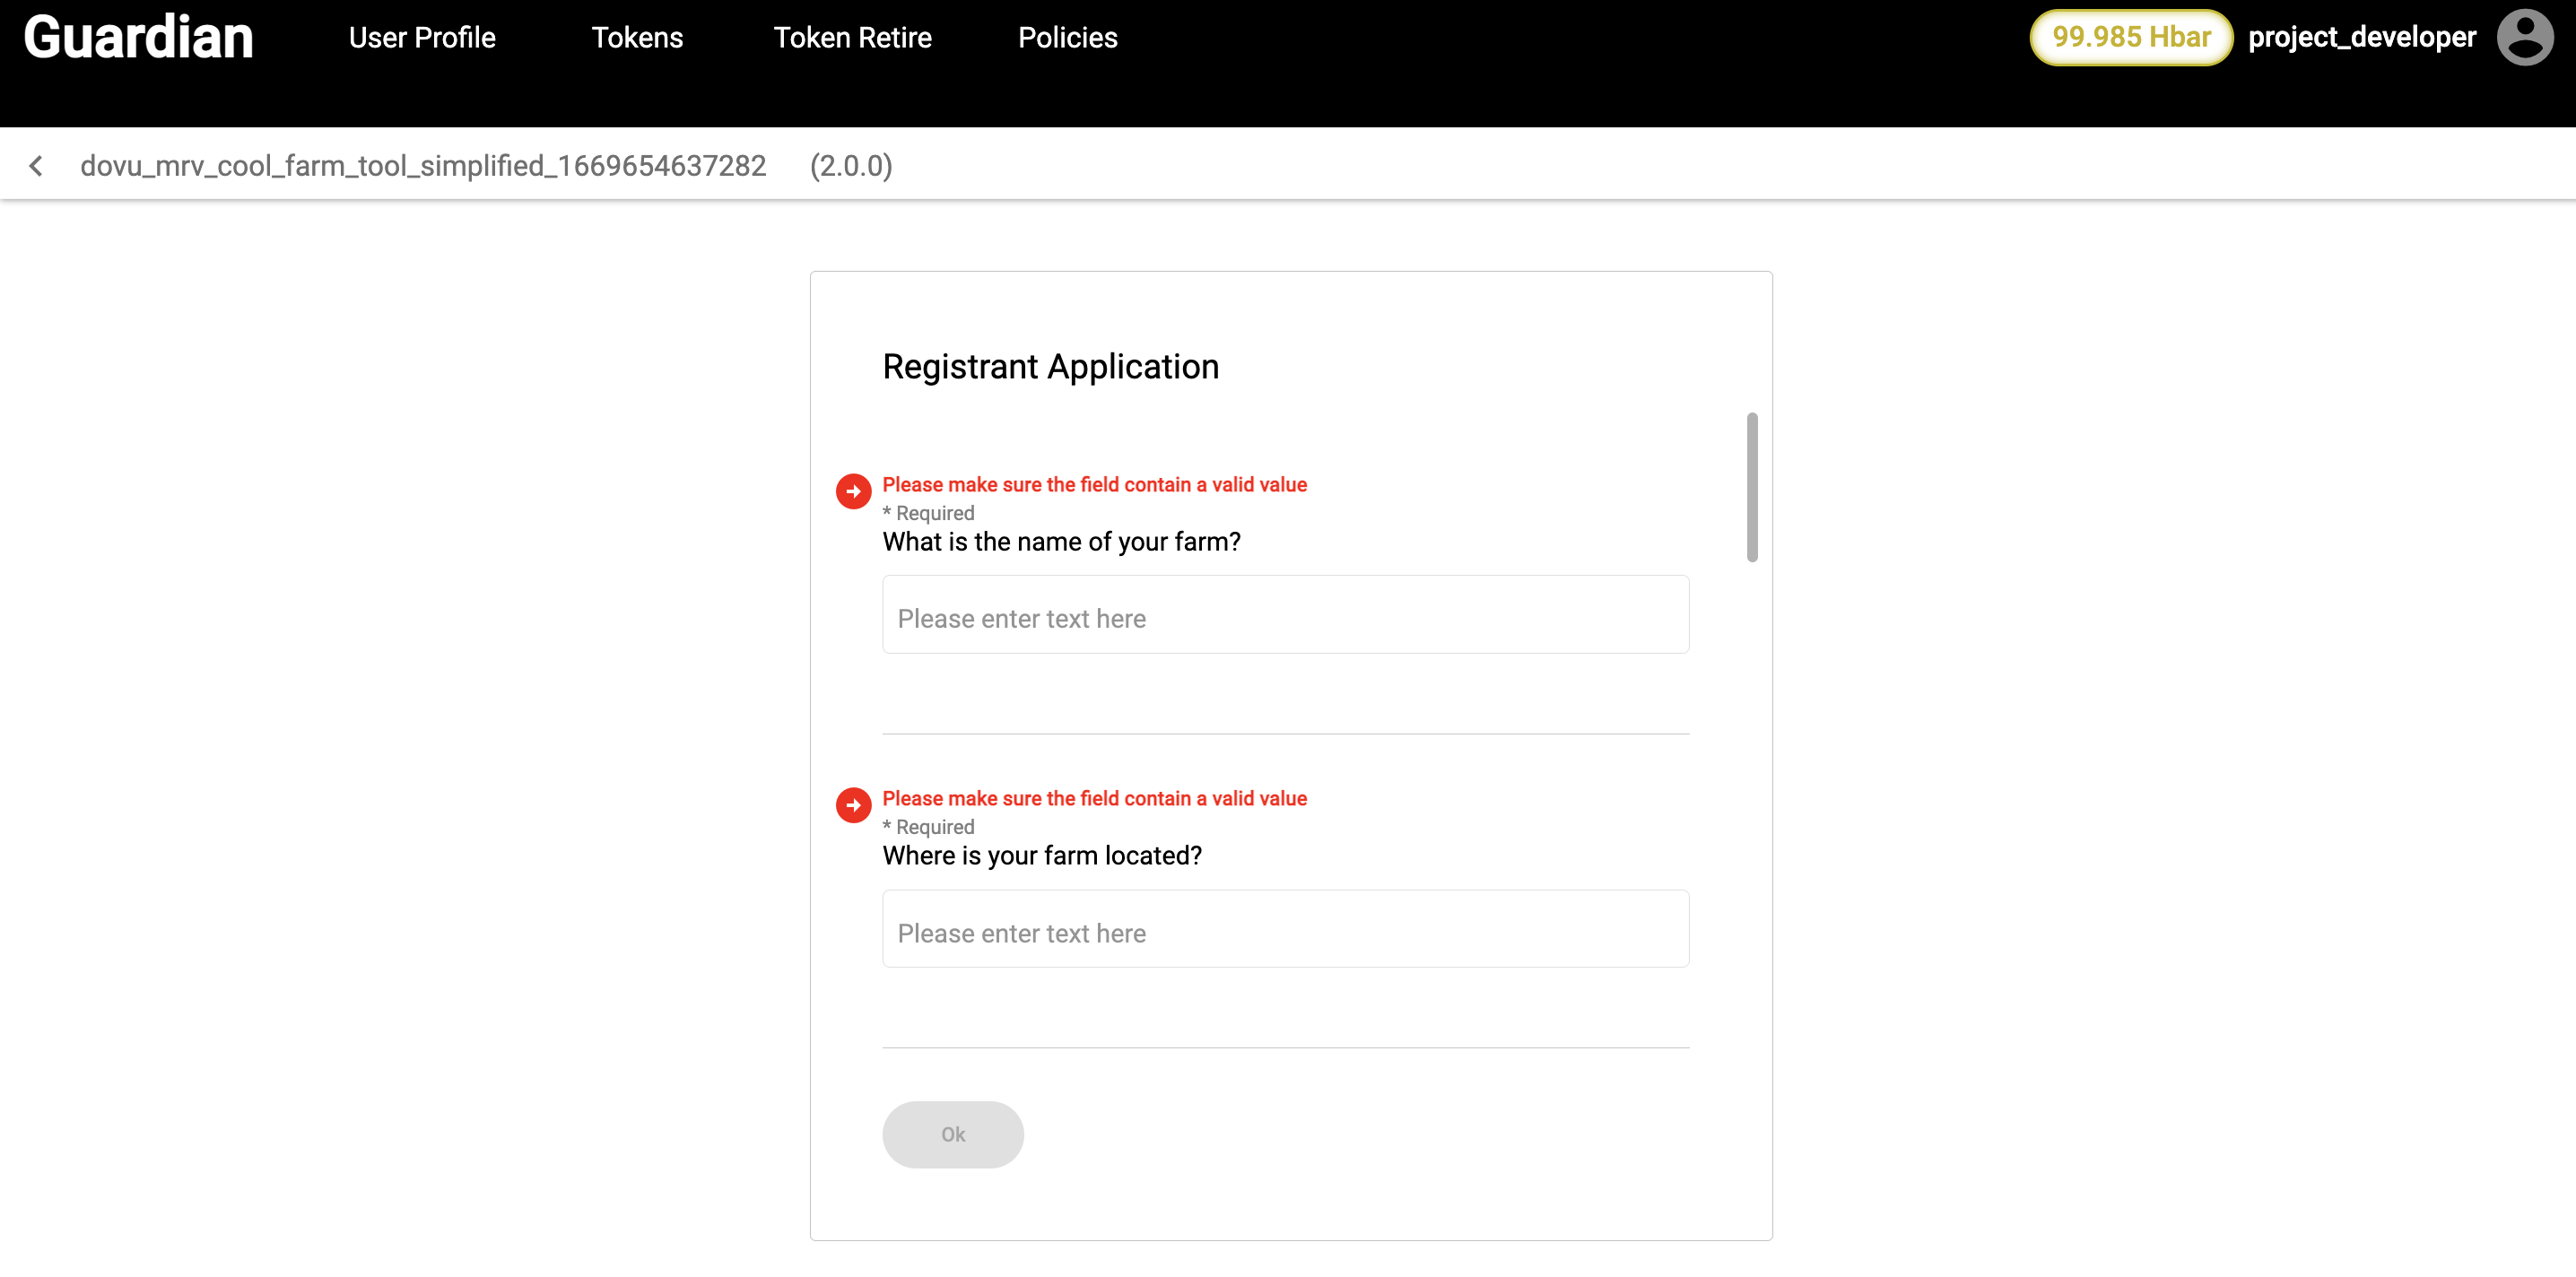 Guardian User Profile Tokens Token Retire Policies 99.985 Hbar project_developer
dovu_mrv_cool_farm_tool_simplified_1669654637282 (2.0.0)
Registrant Application
Please make sure the field contain a valid value
* Required
What is the name of your farm?
Please enter text here
Please make sure the field contain a valid value
* Required
Where is your farm located?
Please enter text here
Ok